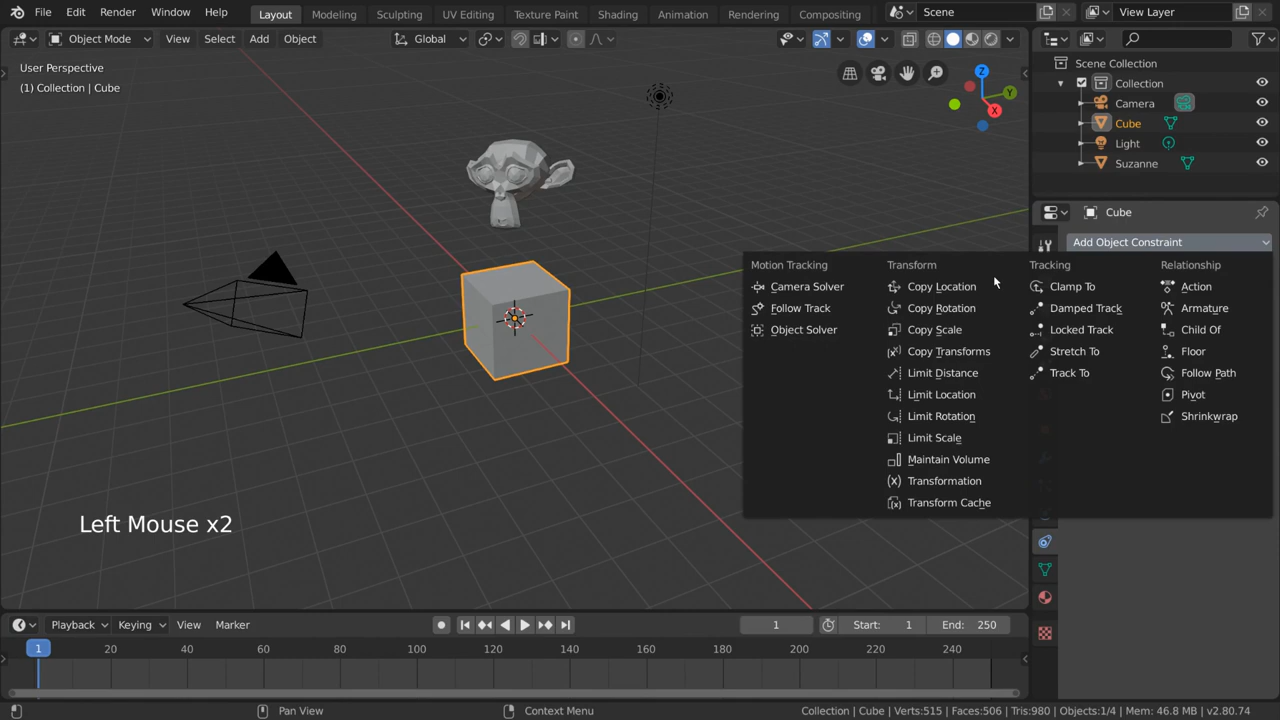 File Edit Render Window Help Layout Modeling Sculpting UV Editing Texture Paint Shading Animation Rendering Compositing Scene View Layer
Object Mode View Select Add Object Global
User Perspective
(1) Collection | Cube
Z
Y
X
Scene Collection
Collection
Camera
Cube
Light
Suzanne
Cube
Add Object Constraint
Motion Tracking
Camera Solver
Follow Track
Object Solver
Transform
Copy Location
Copy Rotation
Copy Scale
Copy Transforms
Limit Distance
Limit Location
Limit Rotation
Limit Scale
Maintain Volume
Transformation
Transform Cache
Tracking
Clamp To
Damped Track
Locked Track
Stretch To
Track To
Relationship
Action
Armature
Child Of
Floor
Follow Path
Pivot
Shrinkwrap
Left Mouse x2
Playback Keying View Marker 1 Start: 1 End: 250
1 20 40 60 80 100 120 140 160 180 200 220 240
Pan View Context Menu Collection | Cube | Verts:515 | Faces:506 | Tris:980 | Objects:1/4 | Mem: 46.8 MB | v2.80.74